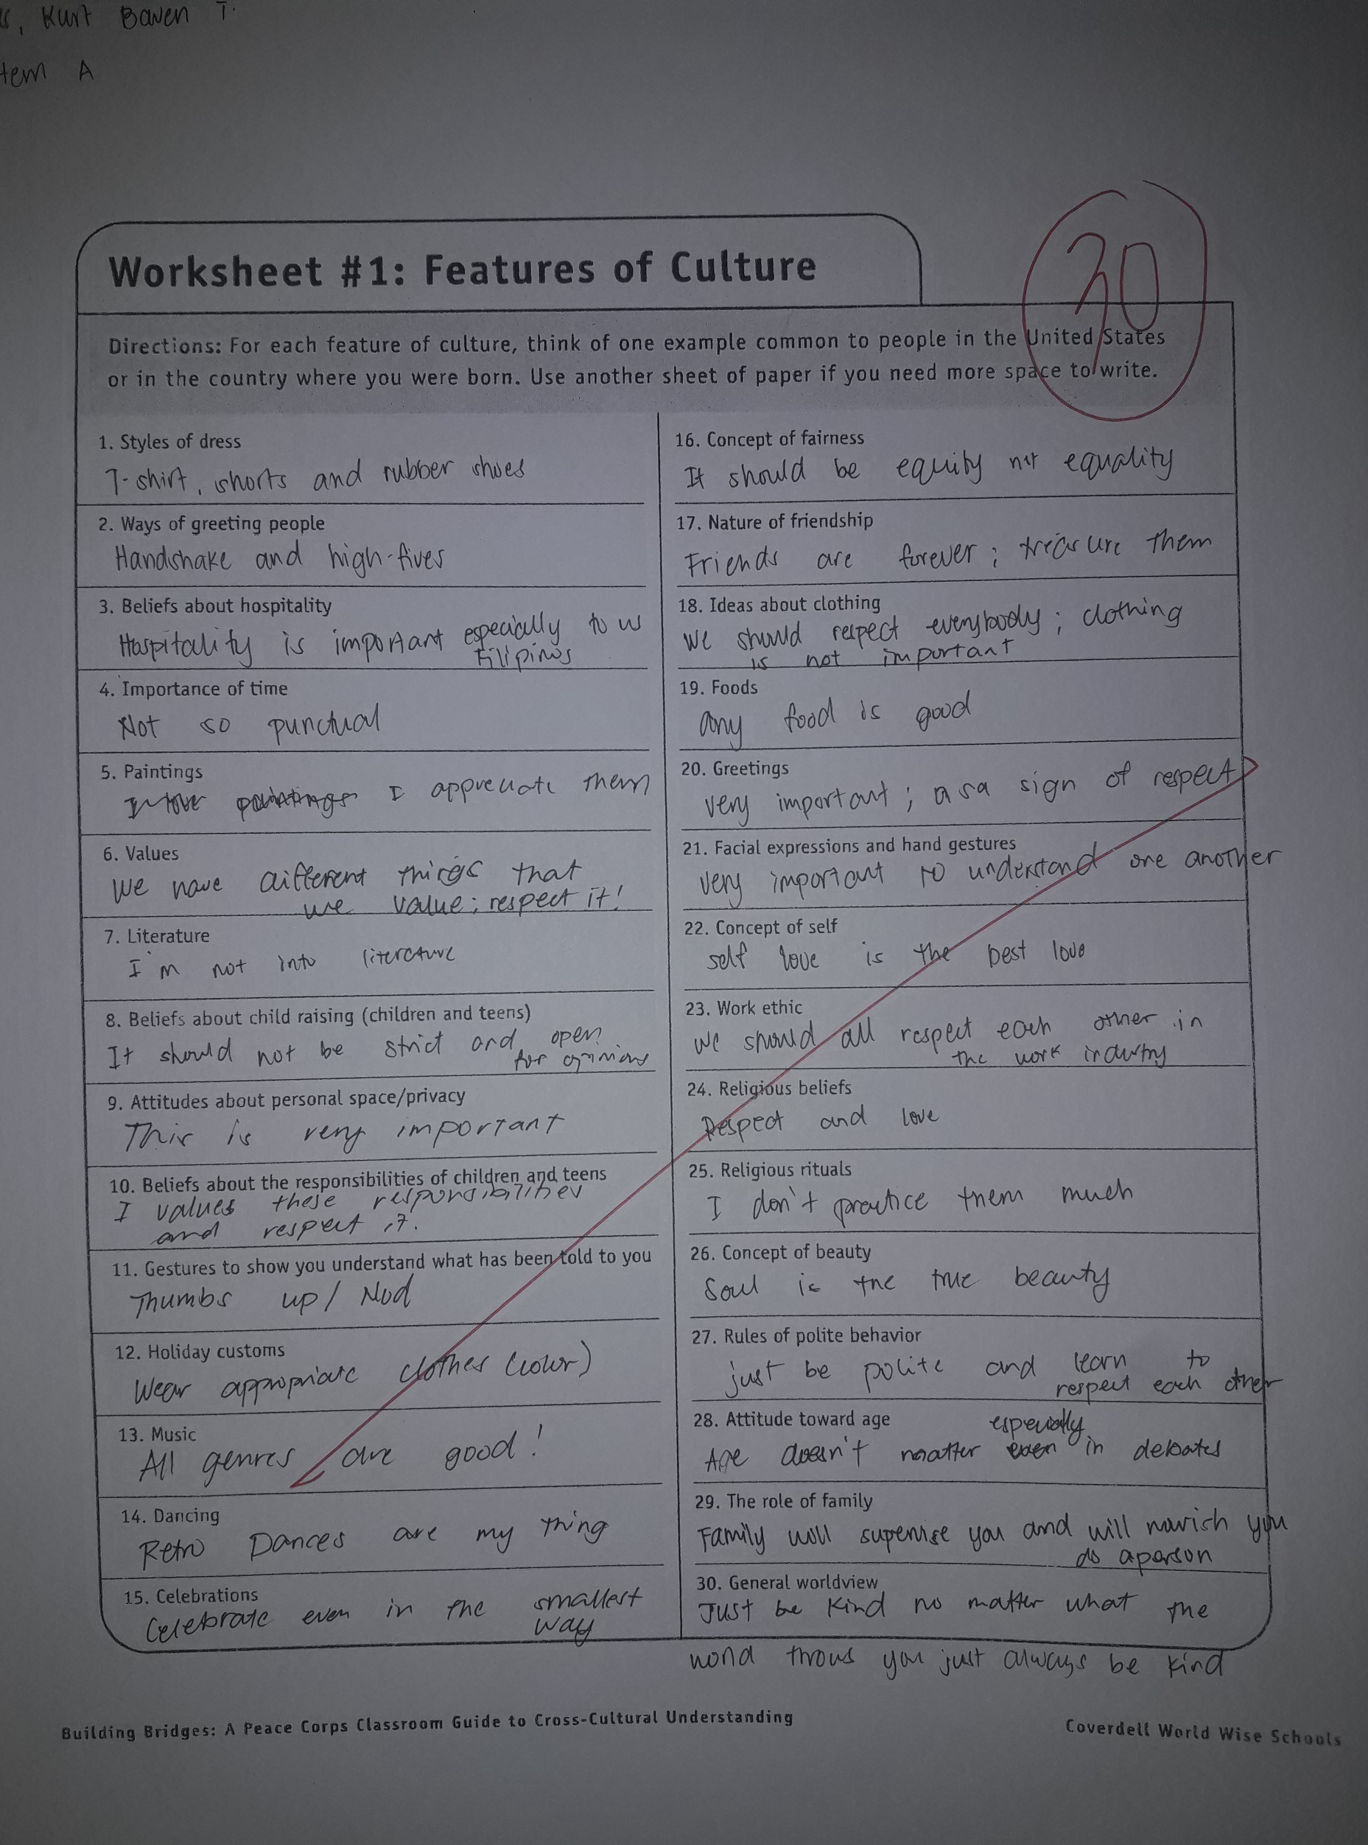 Kurt Baven T.
A
30
Worksheet #1: Features of Culture
Directions: For each feature of culture, think of one example common to people in the United States
or in the country where you were born. Use another sheet of paper if you need more space to write.
1. Styles of dress
T-shirt, shorts and rubber shoes
2. Ways of greeting people
Handshake and high-fives
3. Beliefs about hospitality
Hospitality is important especially to us
Filipinos
4. Importance of time
Not so punctual
5. Paintings
I love paintings I appreciate them
6. Values
We have different things that
we value; respect it!
7. Literature
I'm not into literature
8. Beliefs about child raising (children and teens)
It should not be strict and open
for opinions
9. Attitudes about personal space/privacy
This is very important
10. Beliefs about the responsibilities of children and teens
I values these responsibilities
and respect it.
11. Gestures to show you understand what has been told to you
Thumbs up / Nod
12. Holiday customs
Wear appropriate clothes (color)
13. Music
All genres are good!
14. Dancing
Retro Dances are my thing
15. Celebrations
Celebrate even in the smallest
way
16. Concept of fairness
It should be equity not equality
17. Nature of friendship
Friends are forever; treasure them
18. Ideas about clothing
We should respect everybody; clothing
is not important
19. Foods
Any food is good
20. Greetings
Very important; as a sign of respect
21. Facial expressions and hand gestures
Very important to understand one another
22. Concept of self
self love is the best love
23. Work ethic
We should all respect each other in
the work industry
24. Religious beliefs
Respect and love
25. Religious rituals
I don't practice them much
26. Concept of beauty
Soul is the true beauty
27. Rules of polite behavior
just be polite and learn to
respect each other
28. Attitude toward age
especially
Age doesn't matter even in debates
29. The role of family
Family will supervise you and will nourish you
as a person
30. General worldview
Just be kind no matter what the
world throws you just always be kind
Building Bridges: A Peace Corps Classroom Guide to Cross-Cultural Understanding
Coverdell World Wise Schools